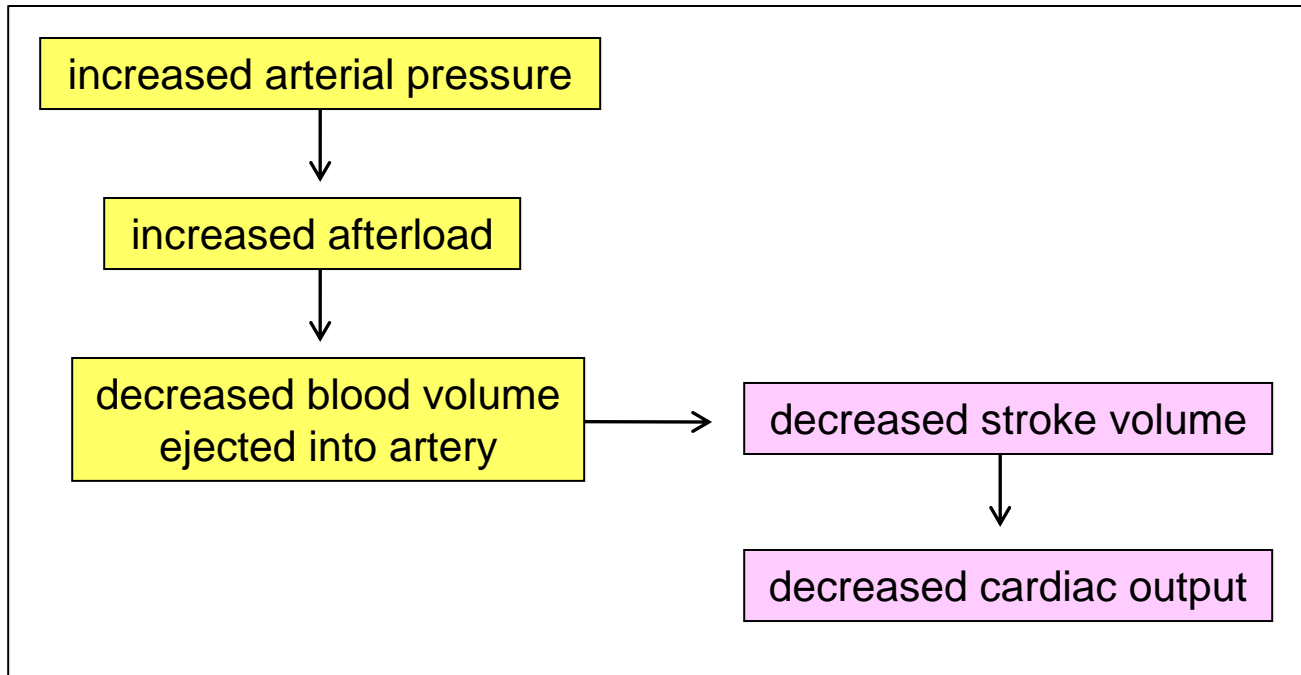 increased arterial pressure
increased afterload
decreased blood volume
ejected into artery
decreased stroke volume
decreased cardiac output